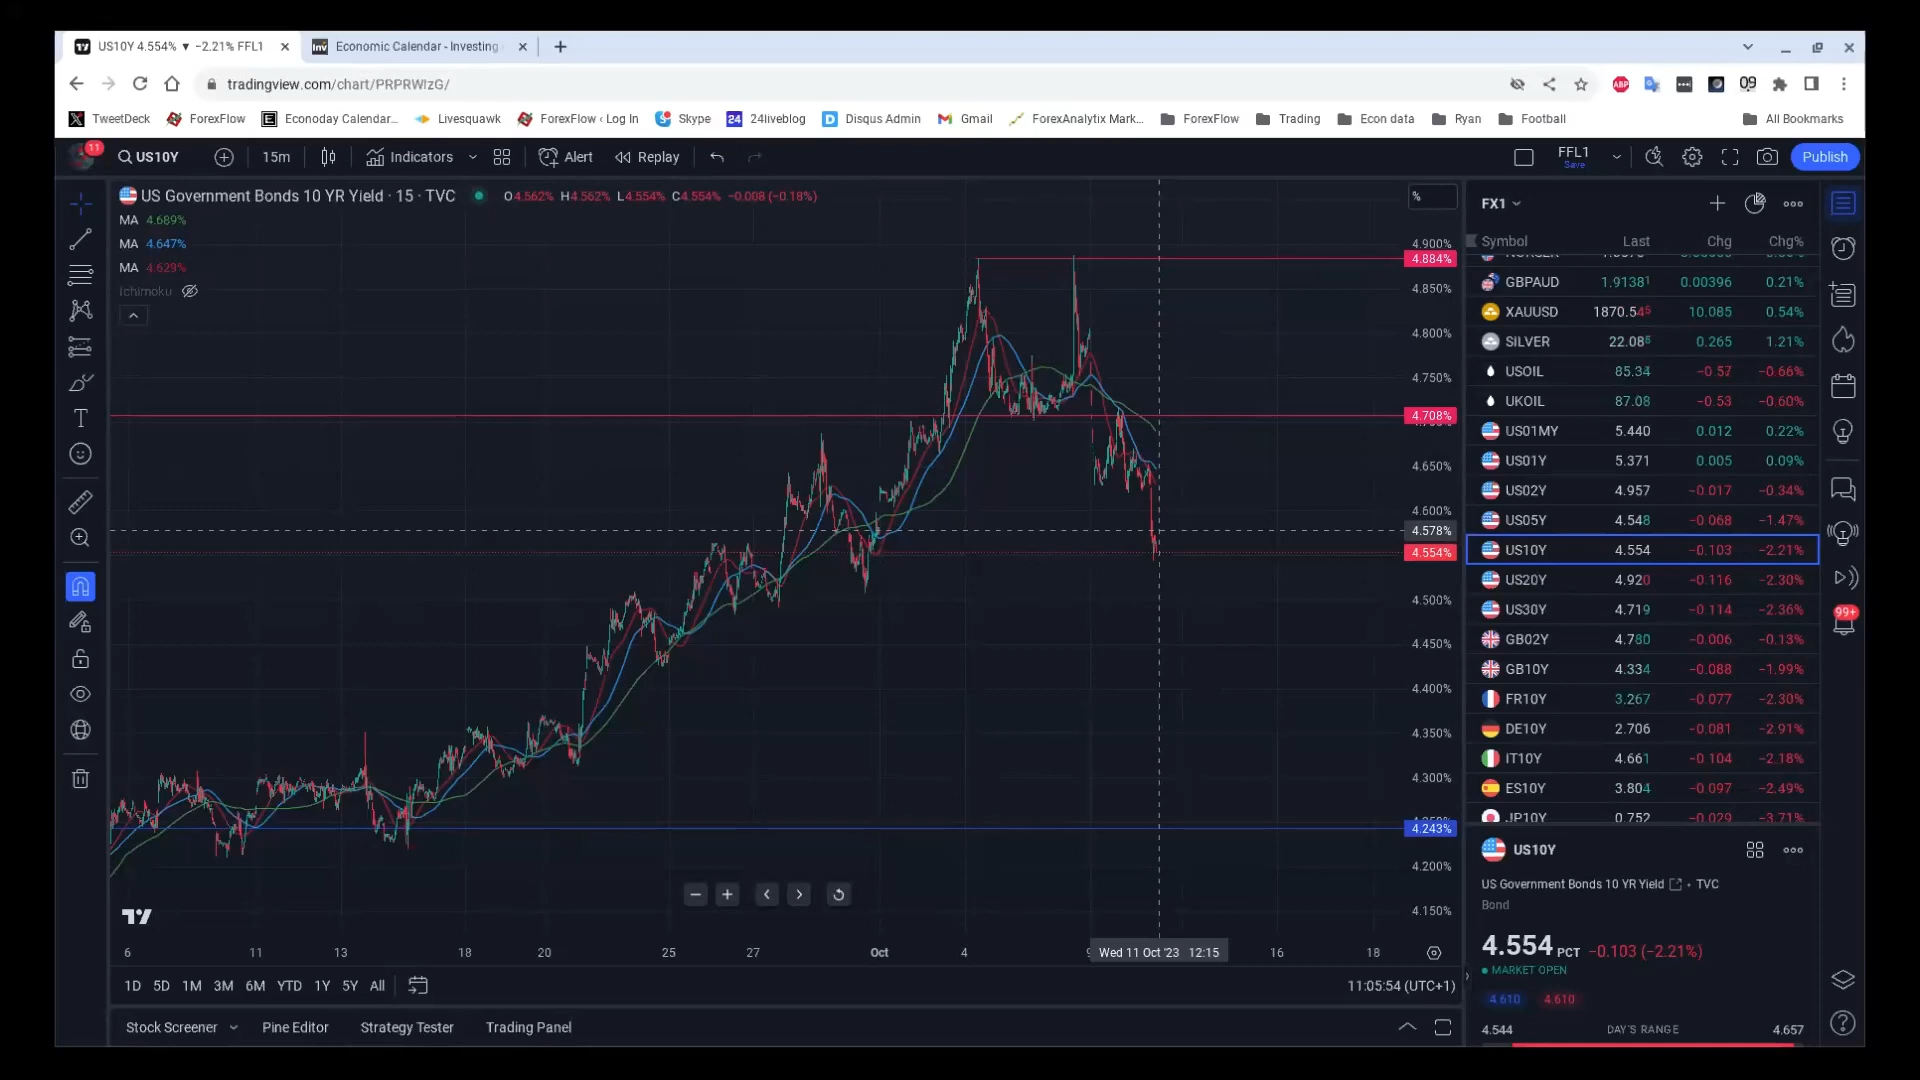 US10Y 4.554% ▼ −2.21% FFL1
Economic Calendar - Investing
tradingview.com/chart/PRPRWIzG/
ABP
09
TweetDeck ForexFlow Econoday Calendar... Livesquawk ForexFlow ‹ Log In Skype 24 24liveblog Disqus Admin Gmail ForexAnalytix Mark... ForexFlow Trading Econ data Ryan Football All Bookmarks
11 US10Y 15m Indicators Alert Replay FFL1 Save Publish
US Government Bonds 10 YR Yield · 15 · TVC O4.562% H4.562% L4.554% C4.554% −0.008 (−0.18%)
MA 4.689%
MA 4.647%
MA 4.629%
Ichimoku
%
4.900%
4.884%
4.850%
4.800%
4.750%
4.708%
4.650%
4.600%
4.578%
4.554%
4.500%
4.450%
4.400%
4.350%
4.300%
4.243%
4.200%
4.150%
6 11 13 18 20 25 27 Oct 4 Wed 11 Oct '23 12:15 16 18
1D 5D 1M 3M 6M YTD 1Y 5Y All 11:05:54 (UTC+1)
Stock Screener Pine Editor Strategy Tester Trading Panel
FX1
Symbol Last Chg Chg%
GBPAUD 1.91381 0.00396 0.21%
XAUUSD 1870.545 10.085 0.54%
SILVER 22.086 0.265 1.21%
USOIL 85.34 −0.57 −0.66%
UKOIL 87.08 −0.53 −0.60%
US01MY 5.440 0.012 0.22%
US01Y 5.371 0.005 0.09%
US02Y 4.957 −0.017 −0.34%
US05Y 4.548 −0.068 −1.47%
US10Y 4.554 −0.103 −2.21%
US20Y 4.920 −0.116 −2.30%
US30Y 4.719 −0.114 −2.36%
GB02Y 4.780 −0.006 −0.13%
GB10Y 4.334 −0.088 −1.99%
FR10Y 3.267 −0.077 −2.30%
DE10Y 2.706 −0.081 −2.91%
IT10Y 4.661 −0.104 −2.18%
ES10Y 3.804 −0.097 −2.49%
JP10Y 0.752 −0.029 −3.71%
99+
US10Y
US Government Bonds 10 YR Yield • TVC
Bond
4.554 PCT −0.103 (−2.21%)
MARKET OPEN
4.610 4.610
4.544 DAY'S RANGE 4.657